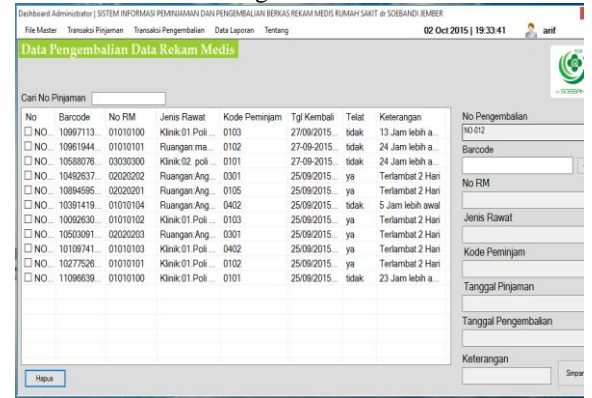 Dashboard Administrator | SISTEM INFORMASI PEMINJAMAN DAN PENGEMBALIAN BERKAS REKAM MEDIS RUMAH SAKIT dr SOEBANDI JEMBER
File Master Transaksi Pinjaman Transaksi Pengembalian Data Laporan Tentang 02 Oct 2015 | 19:33:41 arif
Data Pengembalian Data Rekam Medis
Cari No Pinjaman
No Barcode No RM Jenis Rawat Kode Peminjam Tgl Kembali Telat Keterangan
NO... 10997113... 01010100 Klinik:01.Poli ... 0103 27/09/2015... tidak 13 Jam lebih a...
NO... 10961944... 01010101 Ruangan:ma... 0102 27-09-2015... tidak 24 Jam lebih a...
NO... 10588076... 03030300 Klinik:02. poli ... 0101 27-09-2015... tidak 24 Jam lebih a...
NO... 10492637... 02020202 Ruangan:Ang... 0301 25/09/2015... ya Terlambat 2 Hari
NO... 10894595... 02020201 Ruangan:Ang... 0105 25/09/2015... ya Terlambat 2 Hari
NO... 10391419... 01010104 Ruangan:Ang... 0402 25/09/2015... tidak 5 Jam lebih awal
NO... 10092630... 01010102 Klinik:01.Poli ... 0103 25/09/2015... ya Terlambat 2 Hari
NO... 10503091... 02020203 Ruangan:Ang... 0301 25/09/2015... ya Terlambat 2 Hari
NO... 10109741... 01010103 Klinik:01.Poli ... 0402 25/09/2015... ya Terlambat 2 Hari
NO... 10277526... 01010101 Klinik:01.Poli ... 0102 25/09/2015... ya Terlambat 2 Hari
NO... 11096639... 01010100 Klinik:01.Poli ... 0101 25/09/2015... tidak 23 Jam lebih a...
Hapus
No Pengembalian
NO-012
Barcode
No RM
Jenis Rawat
Kode Peminjam
Tanggal Pinjaman
Tanggal Pengembalian
Keterangan